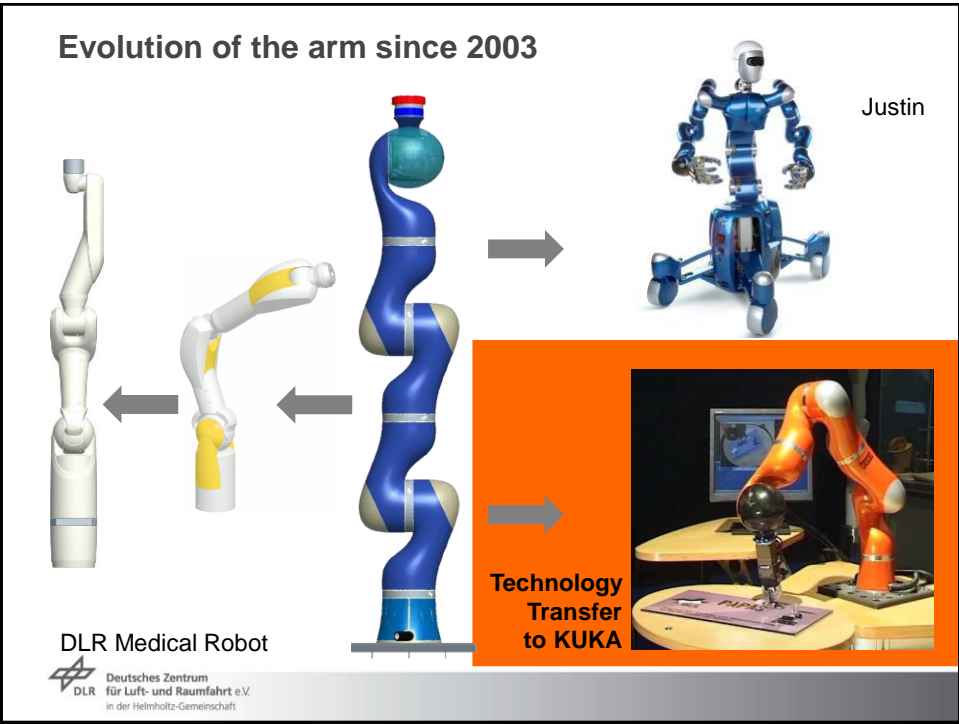 Evolution of the arm since 2003
Justin
Technology
Transfer
to KUKA
PAPAS
DLR Medical Robot
DLR
Deutsches Zentrum
für Luft- und Raumfahrt e.V.
in der Helmholtz-Gemeinschaft